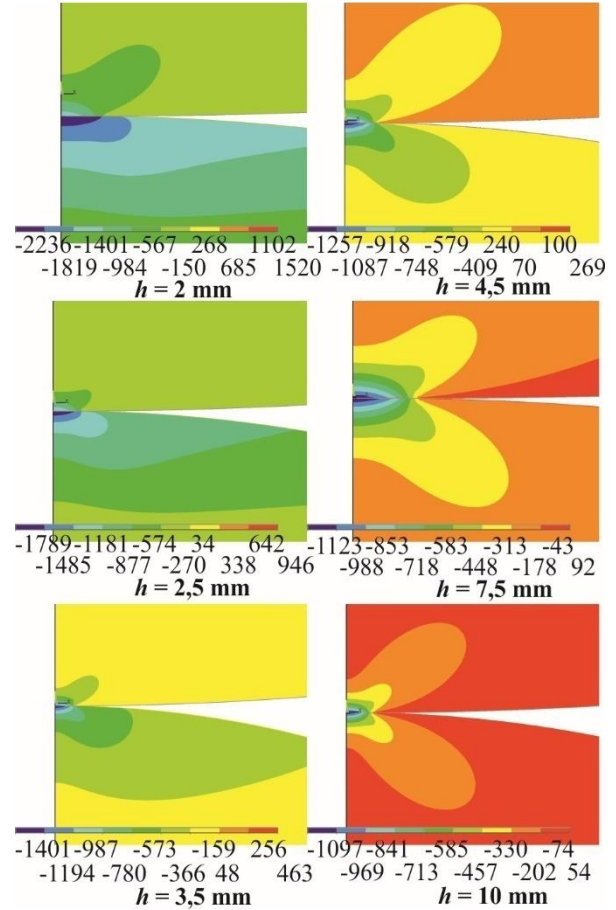 -2236 -1401 -567 268 1102
-1819 -984 -150 685 1520
h = 2 mm
-1257 -918 -579 240 100
-1087 -748 -409 70 269
h = 4,5 mm
-1789 -1181 -574 34 642
-1485 -877 -270 338 946
h = 2,5 mm
-1123 -853 -583 -313 -43
-988 -718 -448 -178 92
h = 7,5 mm
-1401 -987 -573 -159 256
-1194 -780 -366 48 463
h = 3,5 mm
-1097 -841 -585 -330 -74
-969 -713 -457 -202 54
h = 10 mm